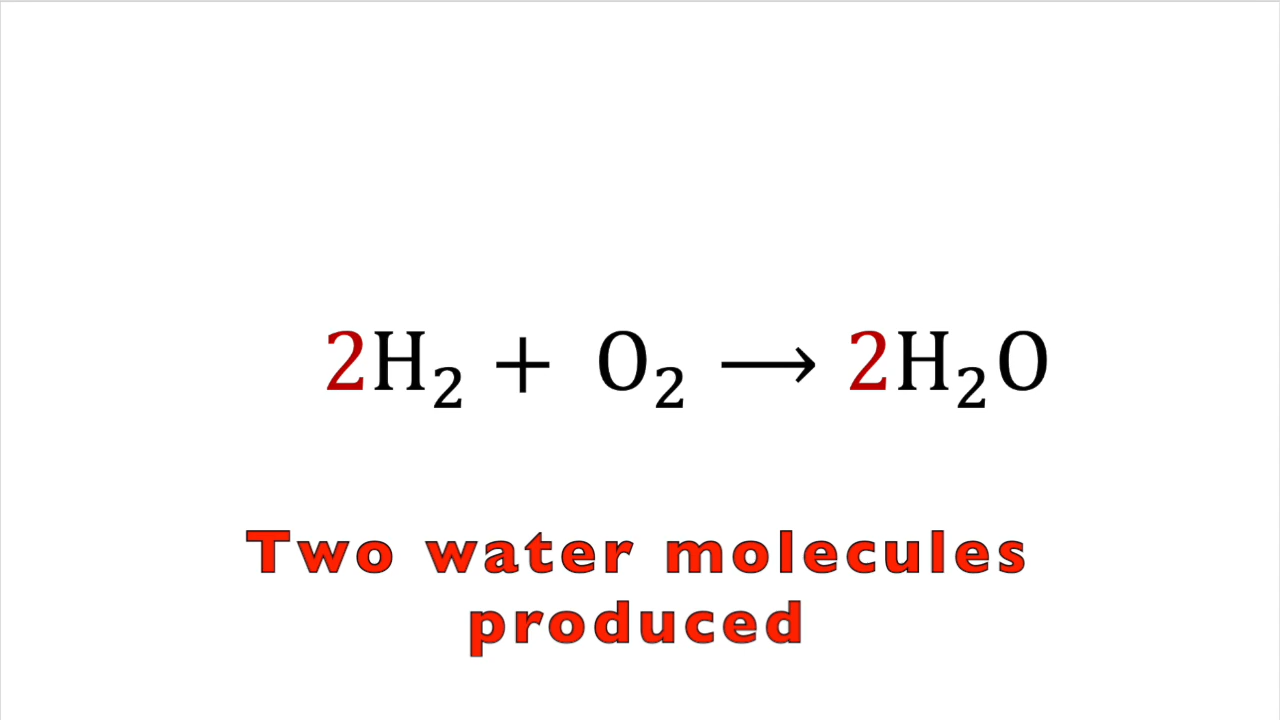 2H₂ + O₂ ⟶ 2H₂O
Two water molecules
produced